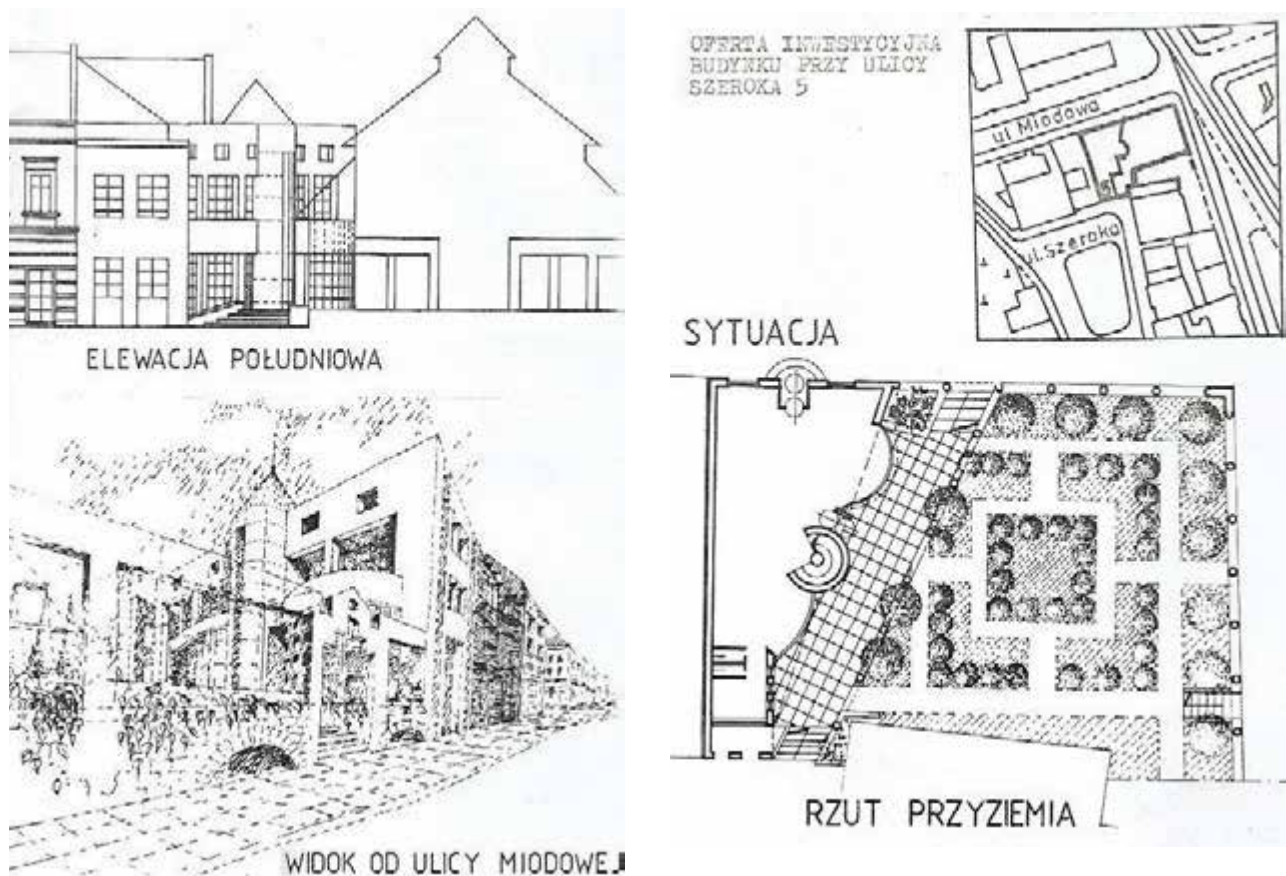 ELEWACJA POŁUDNIOWA
WIDOK OD ULICY MIODOWEJ
OFERTA INWESTYCYJNA
BUDYNKU PRZY ULICY
SZEROKA 5
ul Miodowa
5
ul. Szeroka
SYTUACJA
RZUT PRZYZIEMIA